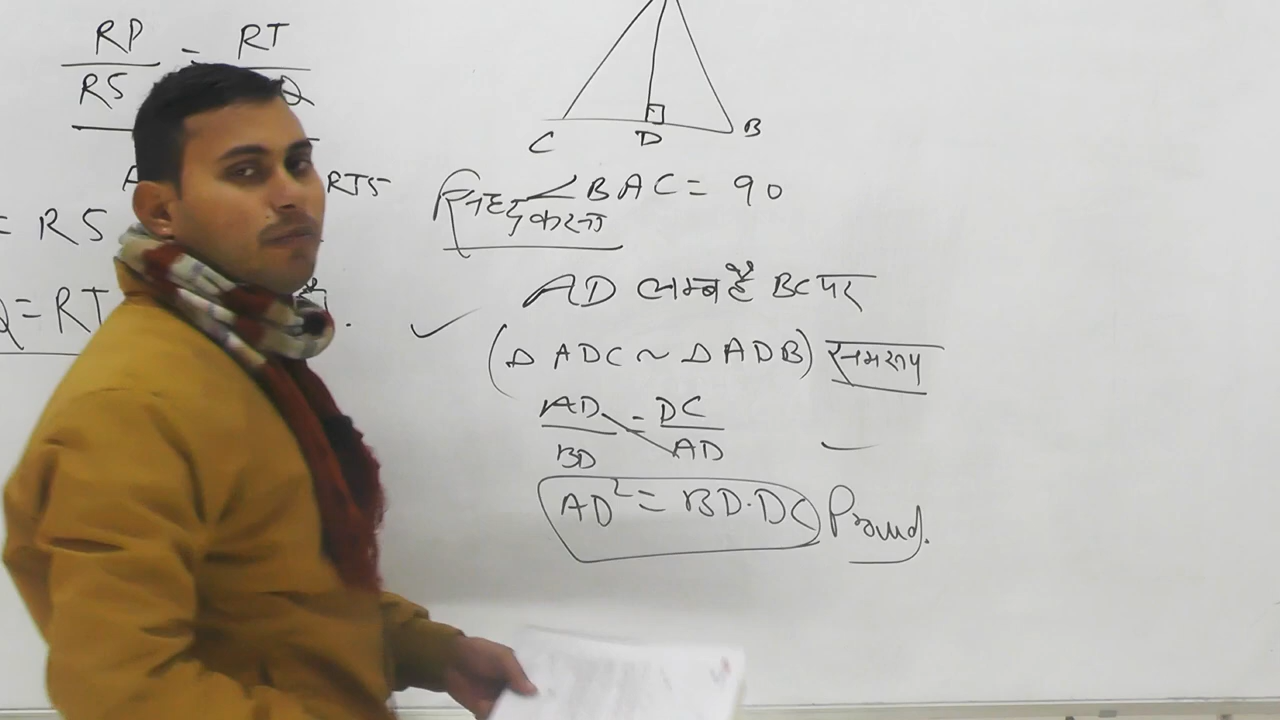 RP = RT
RS Q
RTS
= RS
Q = RT
C D B
सिद्ध करना ∠BAC = 90
AD लम्ब है BC पर
(Δ ADC ~ Δ ADB) समरूप
AD = DC
BD AD
AD² = BD·DC Proved.